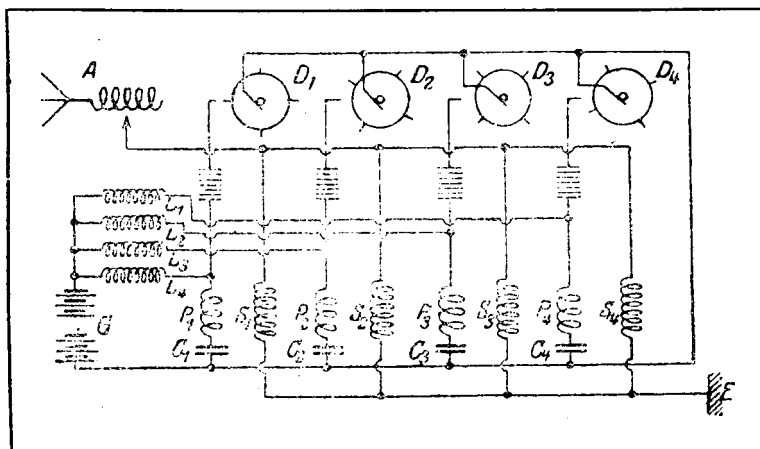 A D1 D2 D3 D4
L1
L2
L3
L4
G P1 S1 P2 S2 P3 S3 P4 S4
C1 C2 C3 C4
E